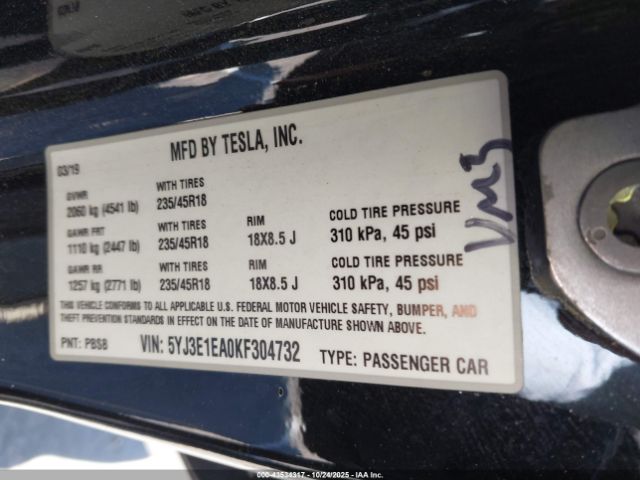 MFD BY TESLA, INC.
03/19
GVWR
2060 kg (4541 lb)
WITH TIRES
235/45R18
GAWR FRT
1110 kg (2447 lb)
WITH TIRES
235/45R18
RIM
18X8.5 J
COLD TIRE PRESSURE
310 kPa, 45 psi
GAWR RR
1257 kg (2771 lb)
WITH TIRES
235/45R18
RIM
18X8.5 J
COLD TIRE PRESSURE
310 kPa, 45 psi
THIS VEHICLE CONFORMS TO ALL APPLICABLE U.S. FEDERAL MOTOR VEHICLE SAFETY, BUMPER, AND
THEFT PREVENTION STANDARDS IN EFFECT ON THE DATE OF MANUFACTURE SHOWN ABOVE.
PNT: PBSB
VIN: 5YJ3E1EA0KF304732
TYPE: PASSENGER CAR
000-43534317 - 10/24/2025 - IAA.com